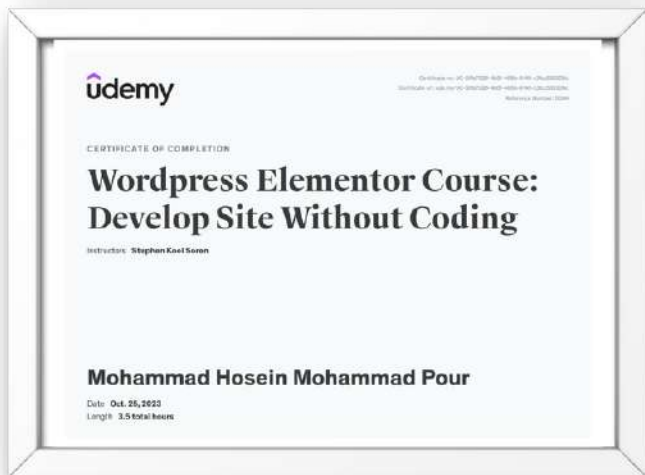 ûdemy
CERTIFICATE OF COMPLETION
Wordpress Elementor Course:
Develop Site Without Coding
Instructors Stephen Koel Soren
Mohammad Hosein Mohammad Pour
Date Oct. 25, 2023
Length 3.5 total hours